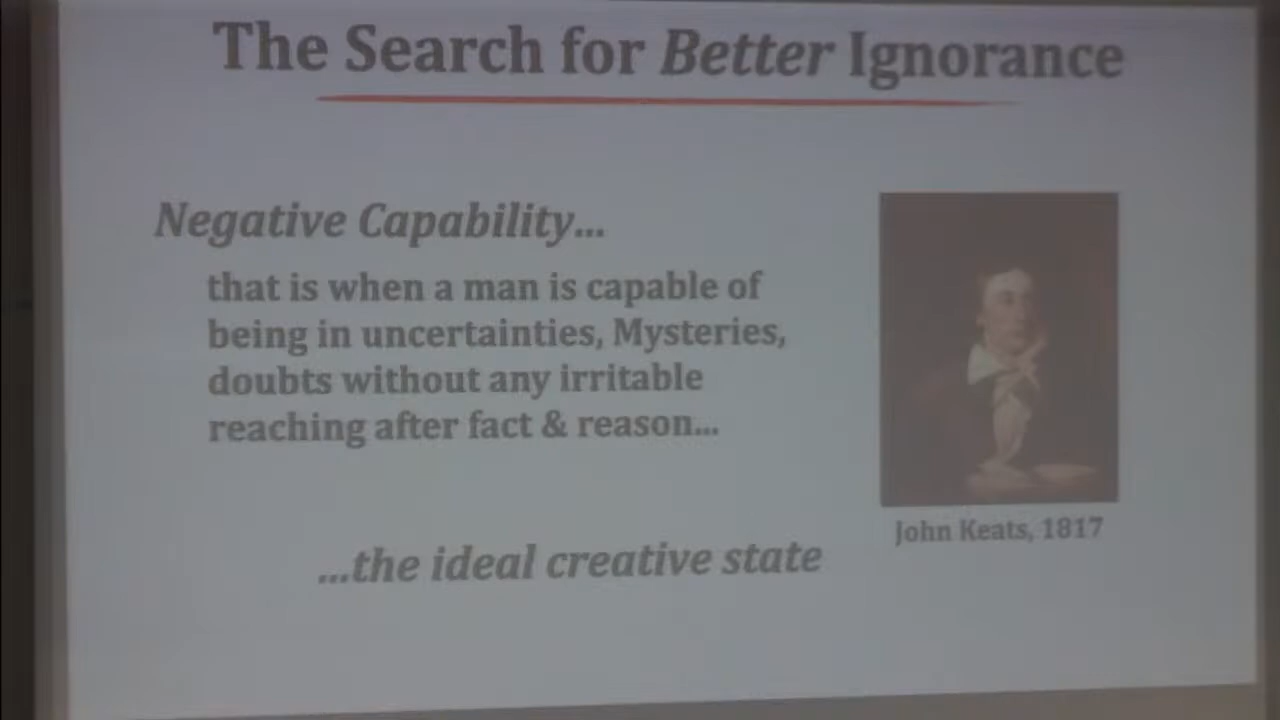 The Search for Better Ignorance
Negative Capability...
that is when a man is capable of
being in uncertainties, Mysteries,
doubts without any irritable
reaching after fact & reason...
...the ideal creative state
John Keats, 1817